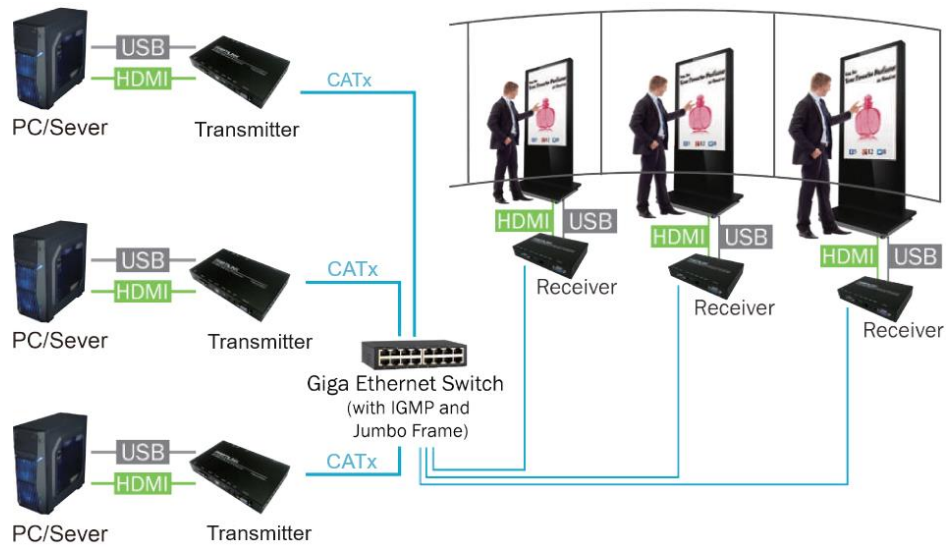 USB
HDMI
PC/Sever
Transmitter
CATx
USB
HDMI
PC/Sever
Transmitter
CATx
USB
HDMI
PC/Sever
Transmitter
CATx
Giga Ethernet Switch
(with IGMP and
Jumbo Frame)
HDMI
USB
Receiver
HDMI
USB
Receiver
HDMI
USB
Receiver